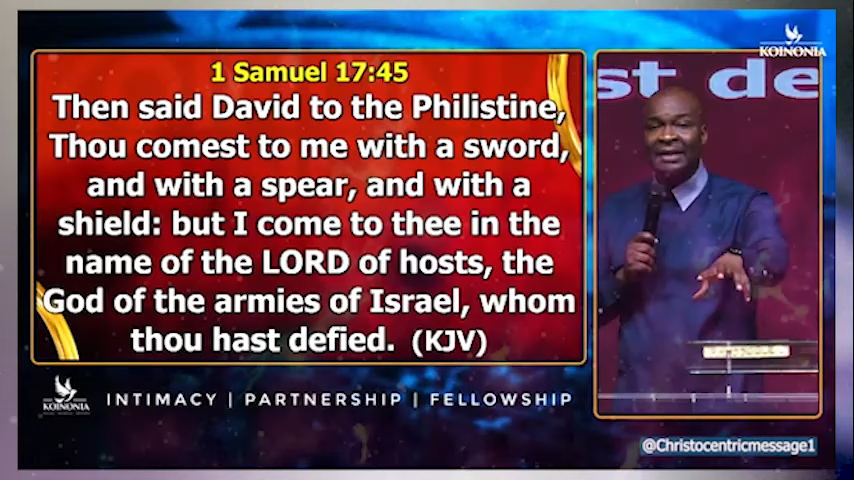 KOINONIA
1 Samuel 17:45
Then said David to the Philistine,
Thou comest to me with a sword,
and with a spear, and with a
shield: but I come to thee in the
name of the LORD of hosts, the
God of the armies of Israel, whom
thou hast defied. (KJV)
st de
KOINONIA
INTIMACY | PARTNERSHIP | FELLOWSHIP
@Christocentricmessage1